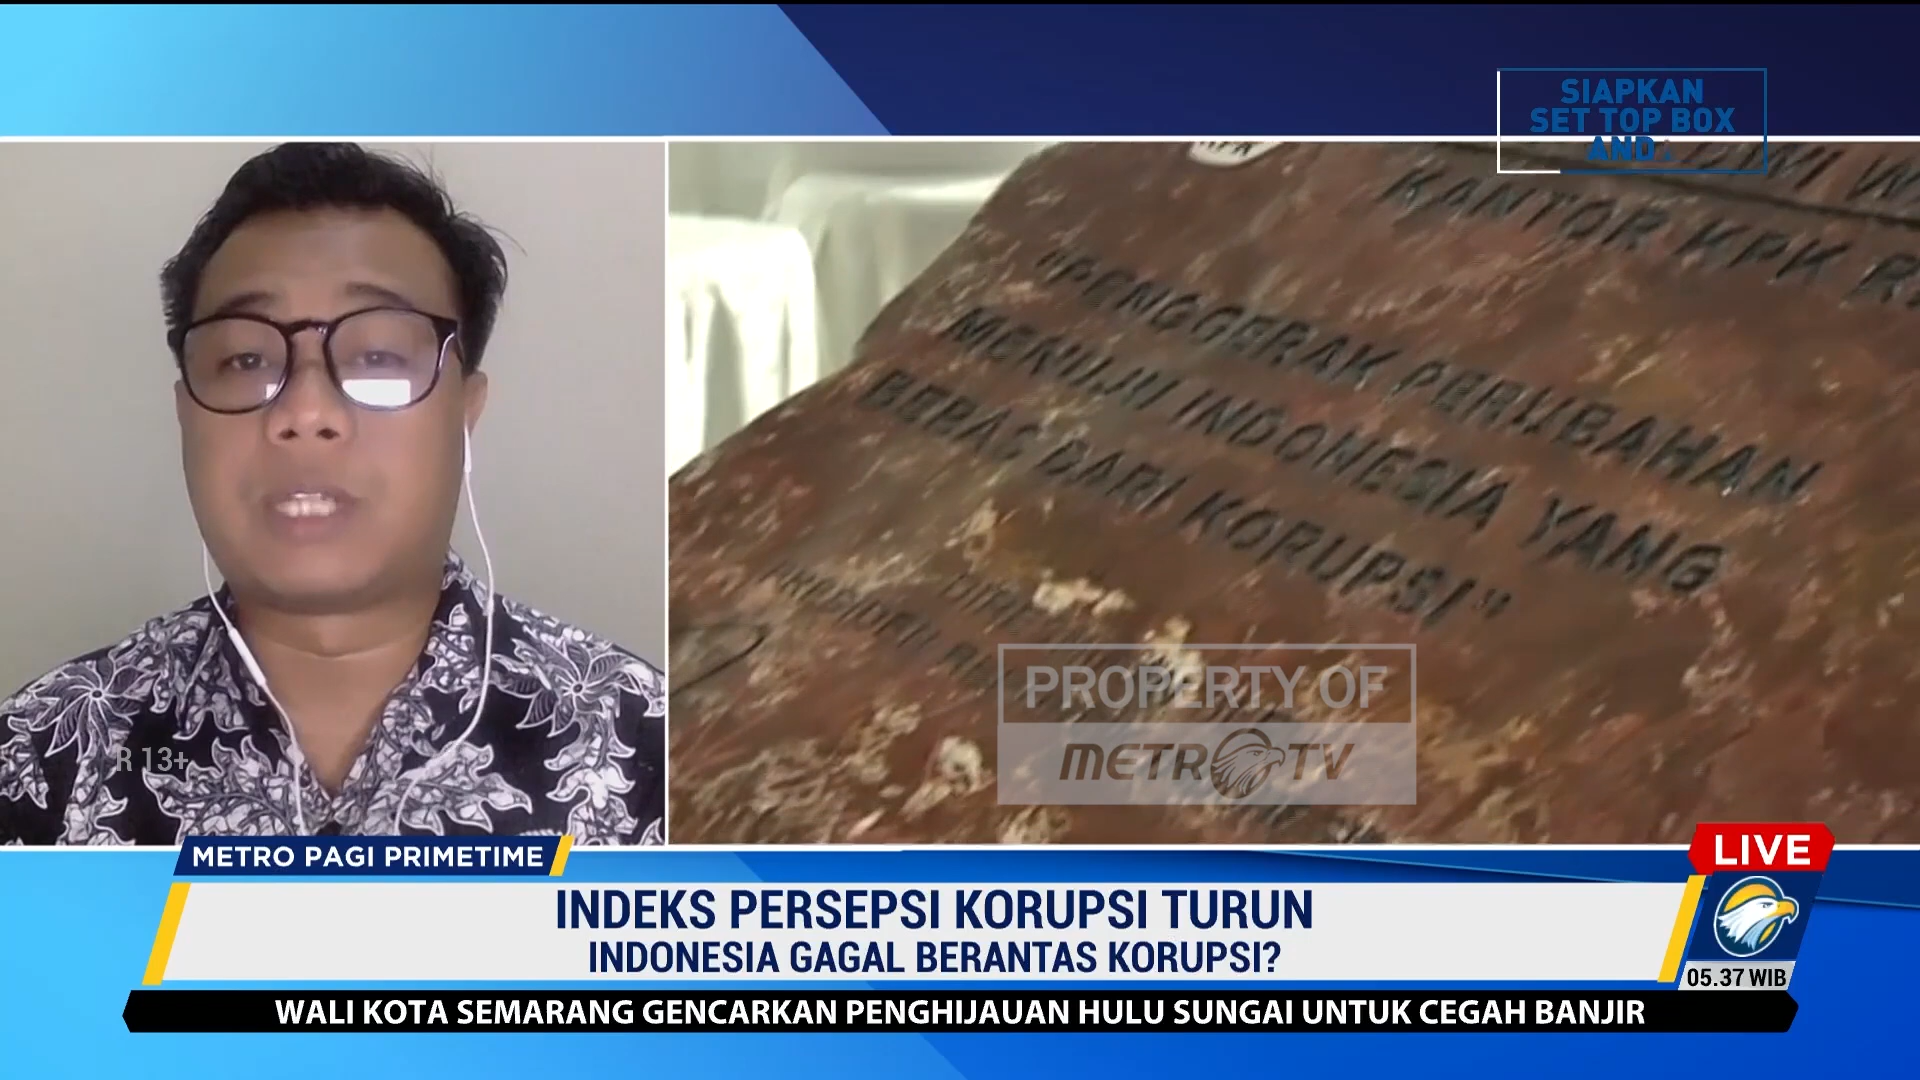 SIAPKAN
SET TOP BOX
AND
KANTOR KPK
"PENGGERAK PERUBAHAN
MENUJU INDONESIA YANG
BEBAS DARI KORUPSI"
PROPERTY OF
METRO TV
R 13+
METRO PAGI PRIMETIME
LIVE
INDEKS PERSEPSI KORUPSI TURUN
INDONESIA GAGAL BERANTAS KORUPSI?
05.37 WIB
WALI KOTA SEMARANG GENCARKAN PENGHIJAUAN HULU SUNGAI UNTUK CEGAH BANJIR